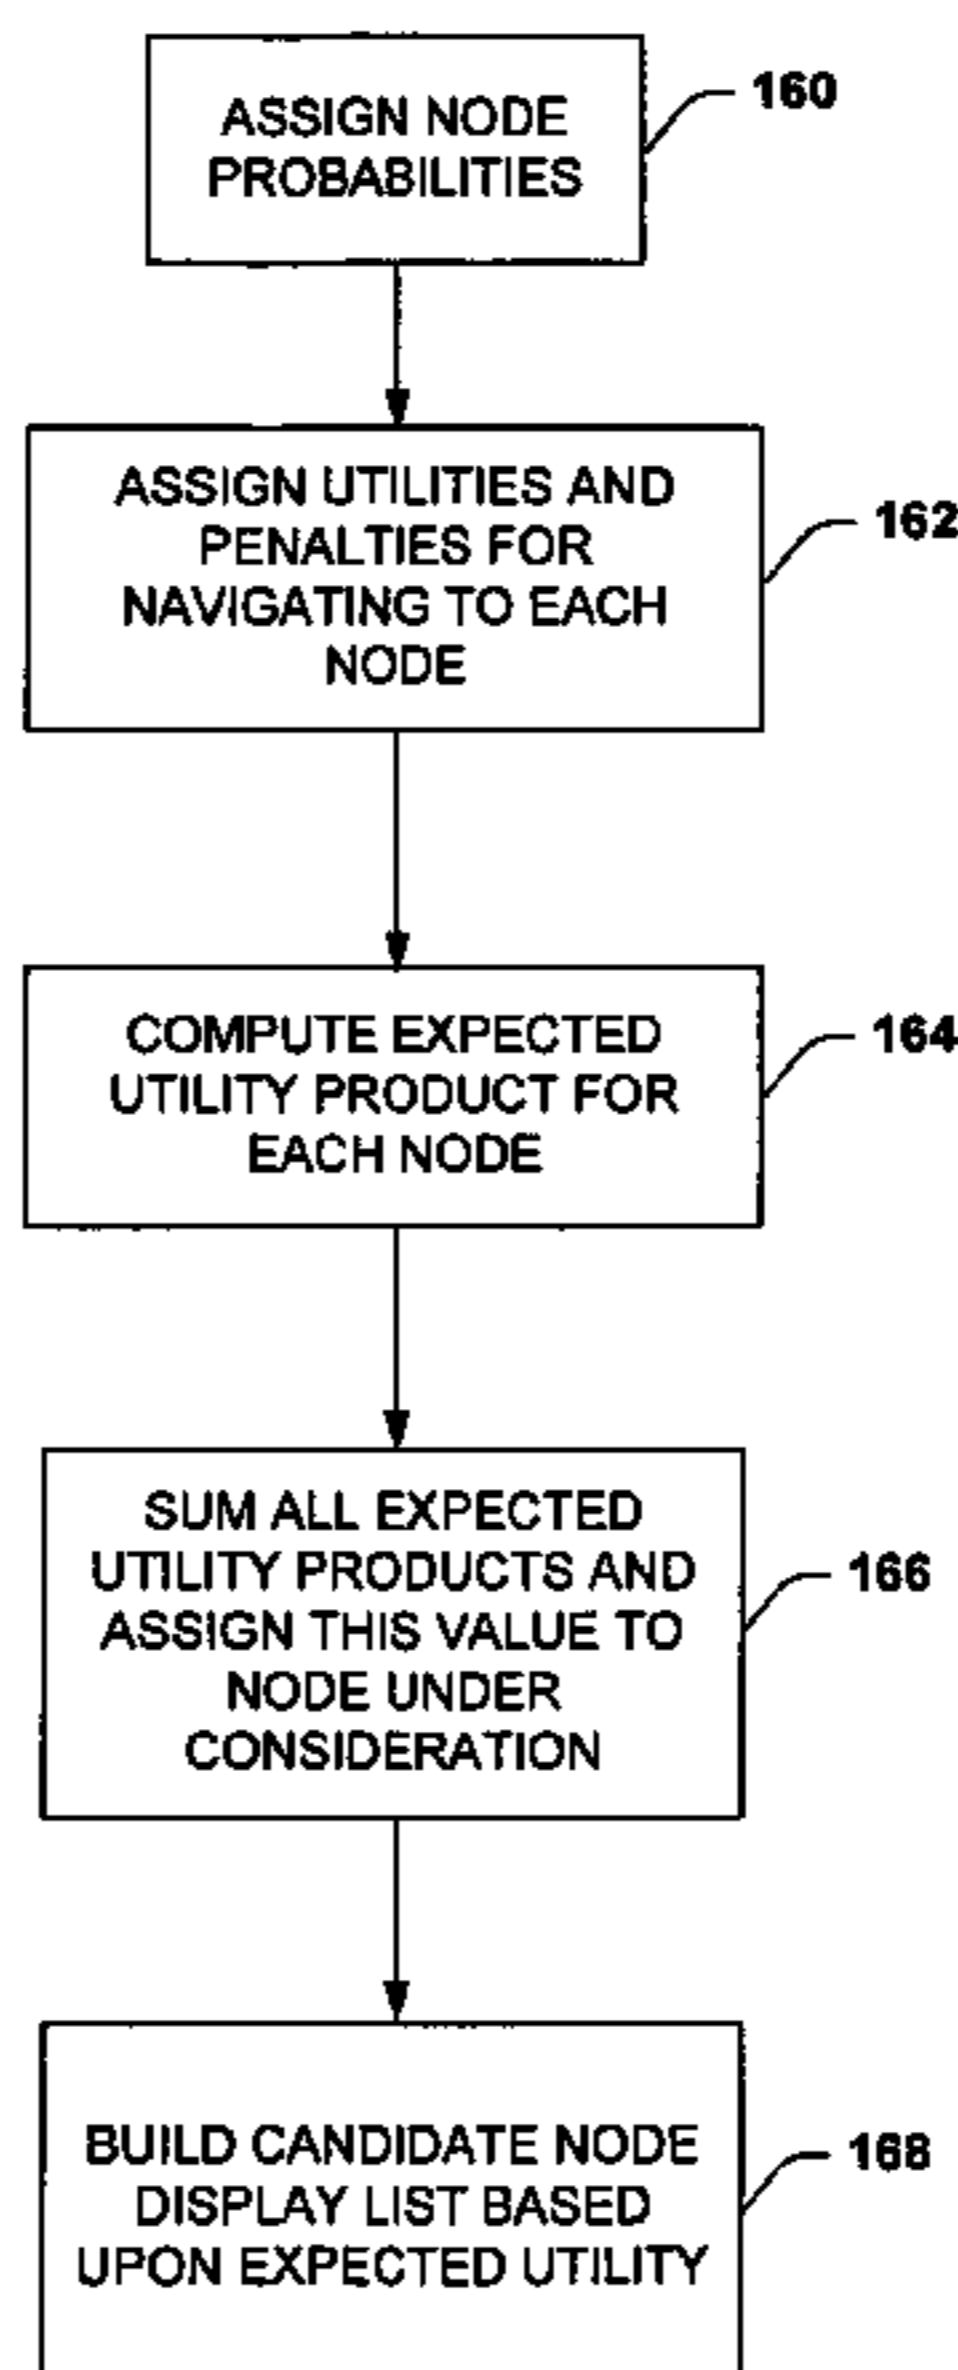 ASSIGN NODE
PROBABILITIES
160
ASSIGN UTILITIES AND
PENALTIES FOR
NAVIGATING TO EACH
NODE
162
COMPUTE EXPECTED
UTILITY PRODUCT FOR
EACH NODE
164
SUM ALL EXPECTED
UTILITY PRODUCTS AND
ASSIGN THIS VALUE TO
NODE UNDER
CONSIDERATION
166
BUILD CANDIDATE NODE
DISPLAY LIST BASED
UPON EXPECTED UTILITY
168